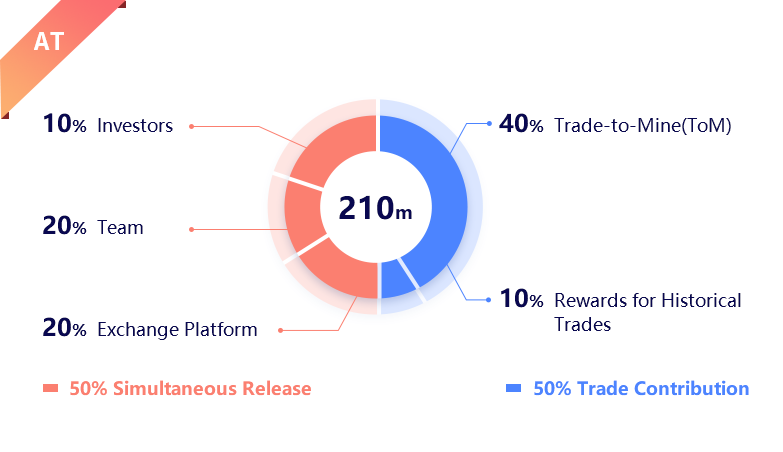 AT
10% Investors
40% Trade-to-Mine(ToM)
210m
20% Team
10% Rewards for Historical
Trades
20% Exchange Platform
50% Simultaneous Release
50% Trade Contribution